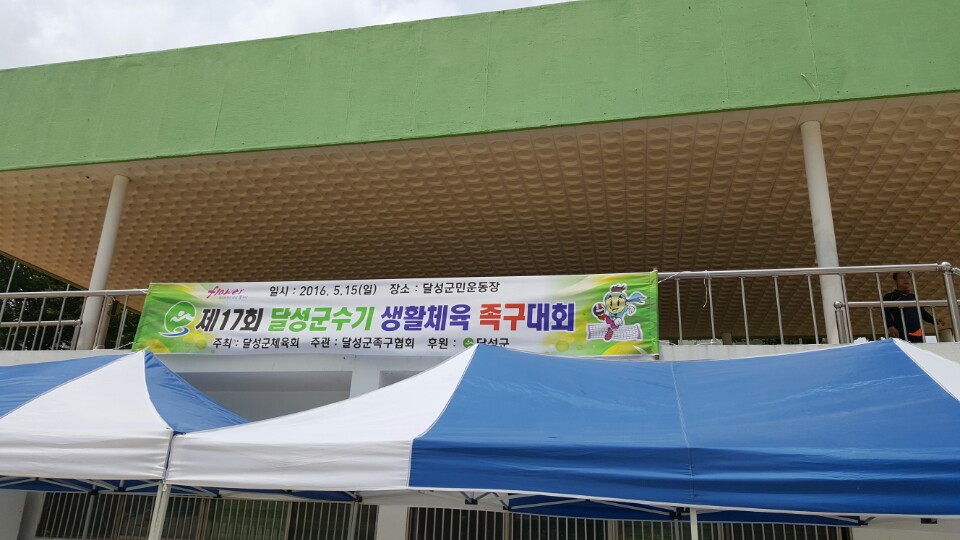 일시 : 2016. 5.15(일) 장소 : 달성군민운동장
제17회 달성군수기 생활체육 족구대회
주최 : 달성군체육회 주관 : 달성군족구협회 후원 : 달성군